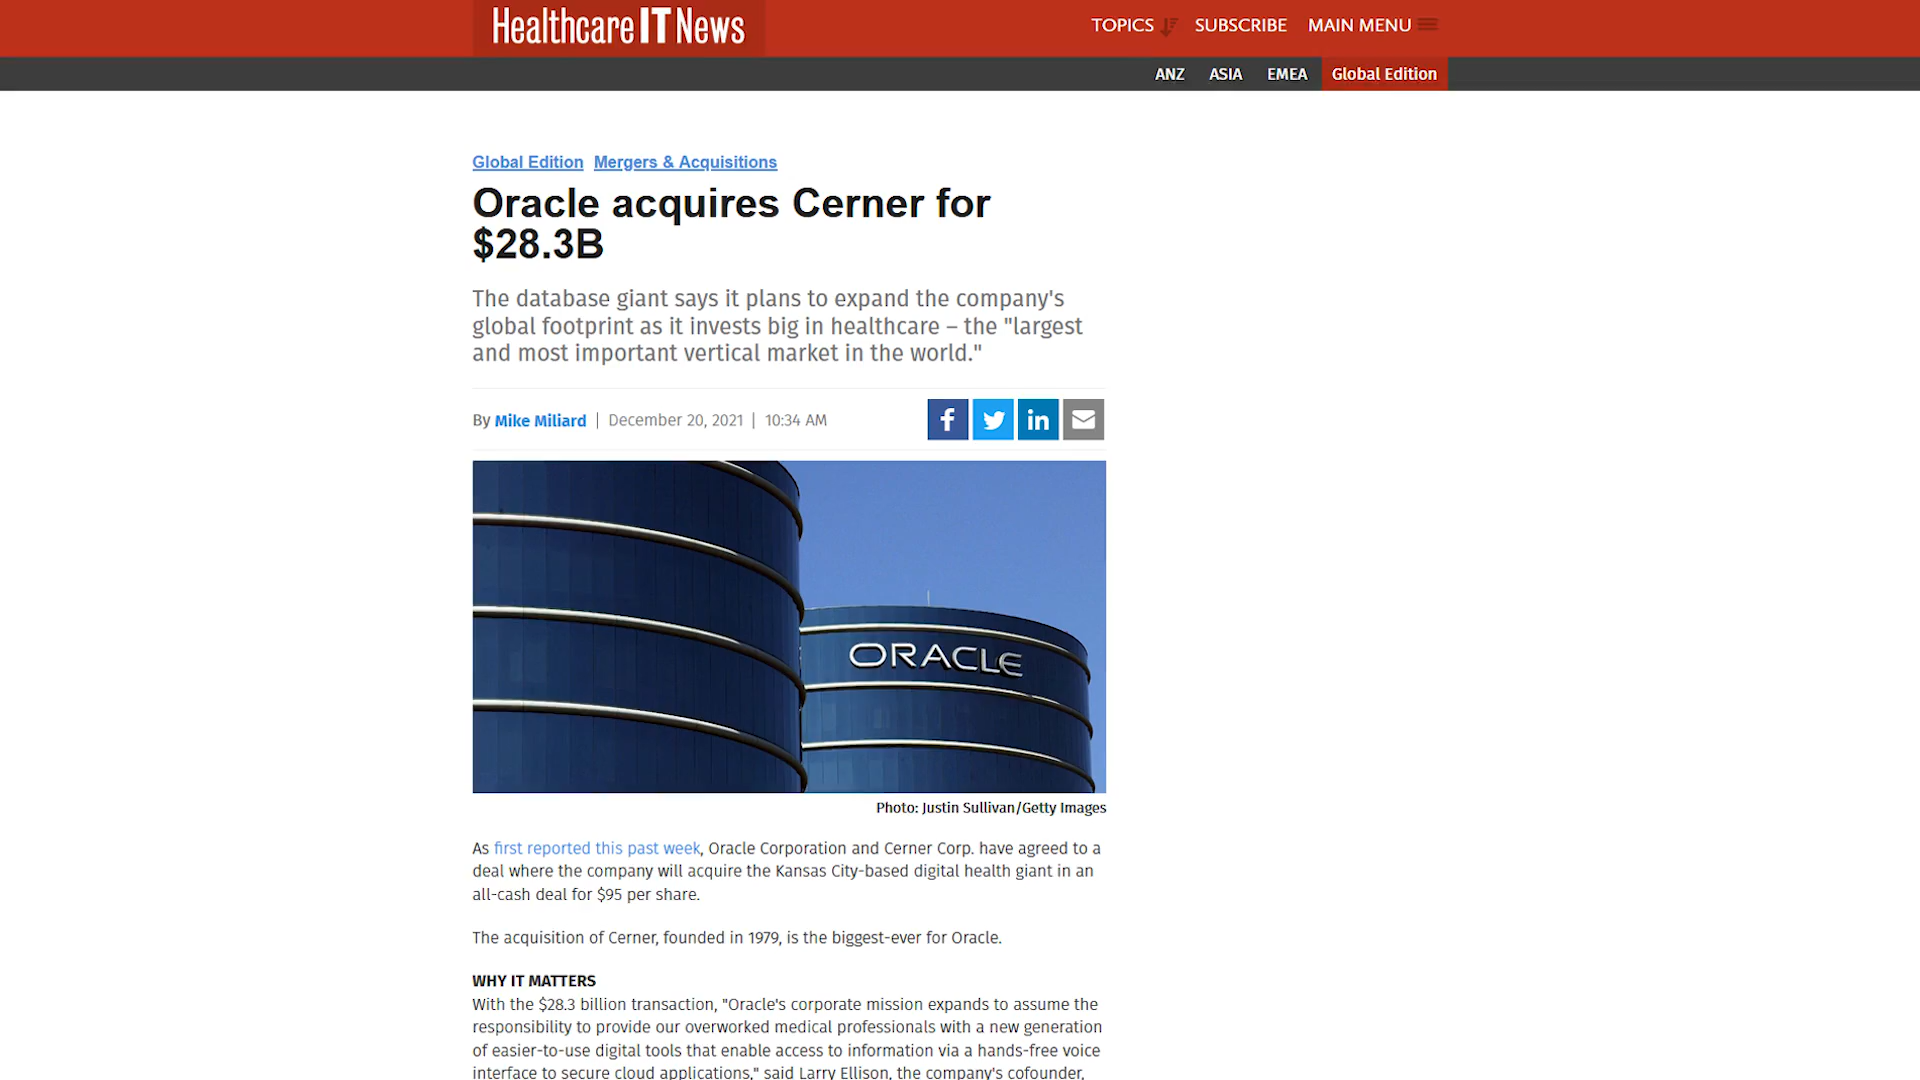 Healthcare IT News
TOPICS SUBSCRIBE MAIN MENU
ANZ ASIA EMEA Global Edition
Global Edition Mergers & Acquisitions
Oracle acquires Cerner for
$28.3B
The database giant says it plans to expand the company's
global footprint as it invests big in healthcare – the "largest
and most important vertical market in the world."
By Mike Miliard | December 20, 2021 | 10:34 AM
ORACLE
Photo: Justin Sullivan/Getty Images
As first reported this past week, Oracle Corporation and Cerner Corp. have agreed to a
deal where the company will acquire the Kansas City-based digital health giant in an
all-cash deal for $95 per share.
The acquisition of Cerner, founded in 1979, is the biggest-ever for Oracle.
WHY IT MATTERS
With the $28.3 billion transaction, "Oracle's corporate mission expands to assume the
responsibility to provide our overworked medical professionals with a new generation
of easier-to-use digital tools that enable access to information via a hands-free voice
interface to secure cloud applications," said Larry Ellison, the company's cofounder,